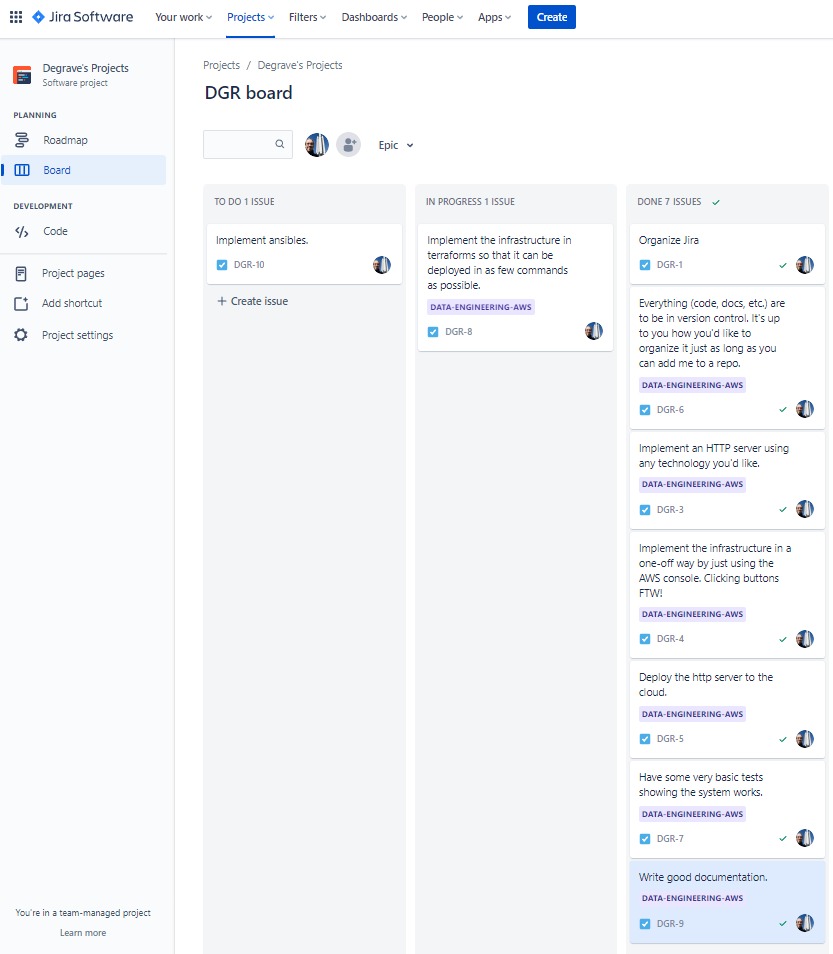 Jira Software
Your work
Projects
Filters
Dashboards
People
Apps
Create
Degrave's Projects
Software project
PLANNING
Roadmap
Board
DEVELOPMENT
Code
Project pages
Add shortcut
Project settings
You're in a team-managed project
Learn more
Projects / Degrave's Projects
DGR board
Epic
TO DO 1 ISSUE
Implement ansibles.
DGR-10
+ Create issue
IN PROGRESS 1 ISSUE
Implement the infrastructure in
terraforms so that it can be
deployed in as few commands
as possible.
DATA-ENGINEERING-AWS
DGR-8
DONE 7 ISSUES
Organize Jira
DGR-1
Everything (code, docs, etc.) are
to be in version control. It's up
to you how you'd like to
organize it just as long as you
can add me to a repo.
DATA-ENGINEERING-AWS
DGR-6
Implement an HTTP server using
any technology you'd like.
DATA-ENGINEERING-AWS
DGR-3
Implement the infrastructure in a
one-off way by just using the
AWS console. Clicking buttons
FTW!
DATA-ENGINEERING-AWS
DGR-4
Deploy the http server to the
cloud.
DATA-ENGINEERING-AWS
DGR-5
Have some very basic tests
showing the system works.
DATA-ENGINEERING-AWS
DGR-7
Write good documentation.
DATA-ENGINEERING-AWS
DGR-9